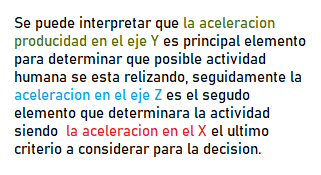 Se puede interpretar que la aceleracion
producidad en el eje Y es principal elemento
para determinar que posible actividad
humana se esta relizando, seguidamente la
aceleracion en el eje Z es el segudo
elemento que determinara la actividad
siendo la aceleracion en el X el ultimo
criterio a considerar para la decision.